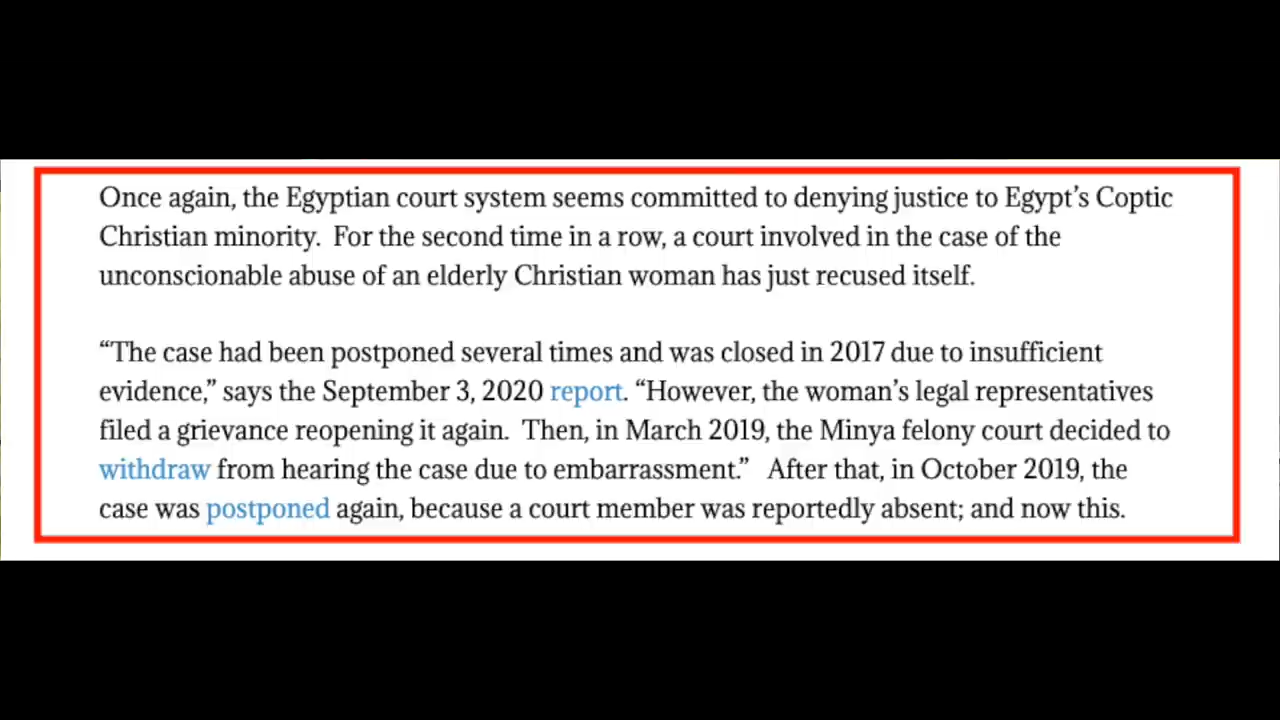 Once again, the Egyptian court system seems committed to denying justice to Egypt’s Coptic
Christian minority.  For the second time in a row, a court involved in the case of the
unconscionable abuse of an elderly Christian woman has just recused itself.
“The case had been postponed several times and was closed in 2017 due to insufficient
evidence,” says the September 3, 2020 report. “However, the woman’s legal representatives
filed a grievance reopening it again.  Then, in March 2019, the Minya felony court decided to
withdraw from hearing the case due to embarrassment.”   After that, in October 2019, the
case was postponed again, because a court member was reportedly absent; and now this.